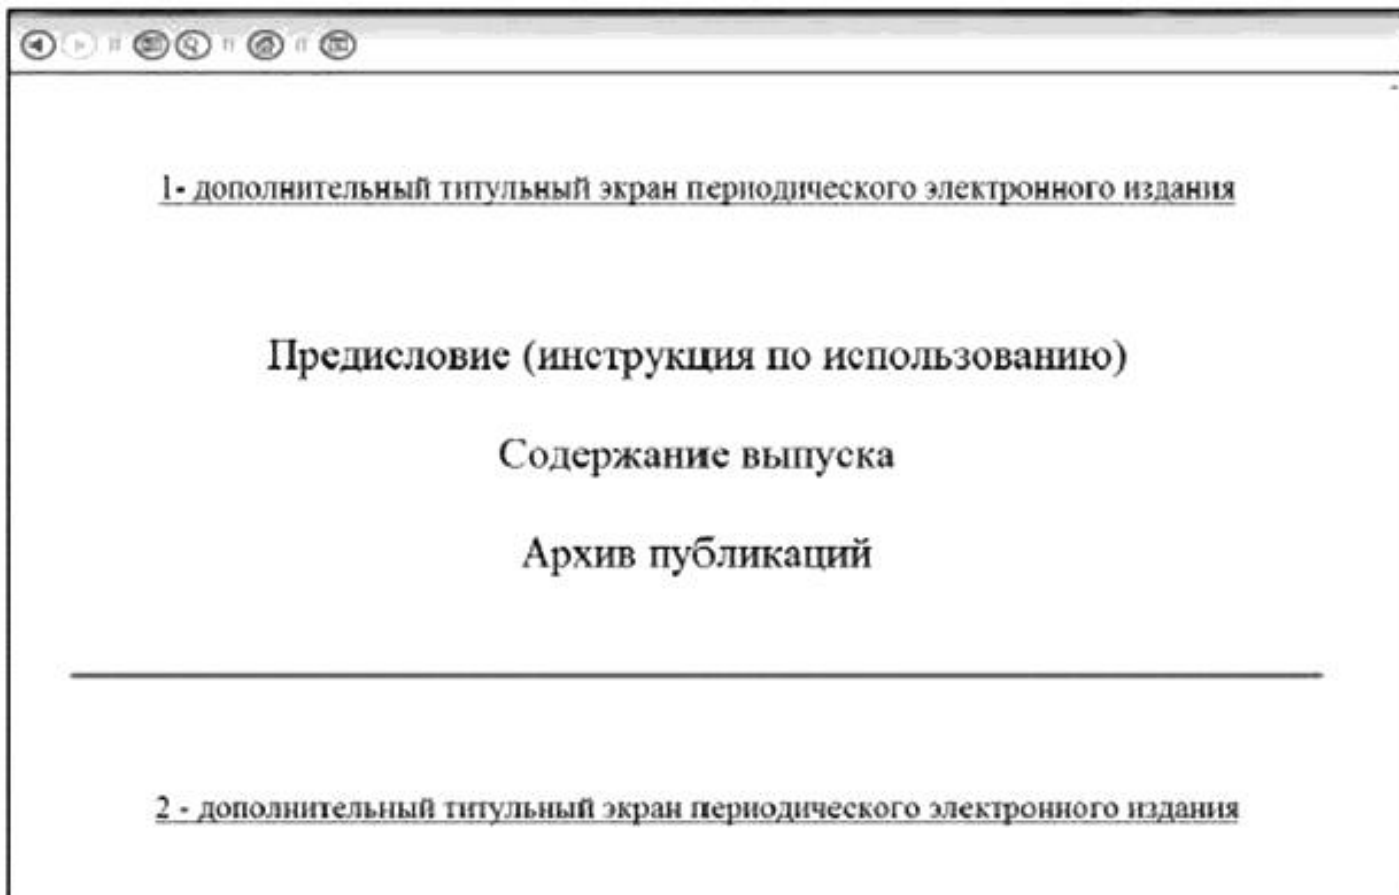 1- дополнительный титульный экран периодического электронного издания
Предисловие (инструкция по использованию)
Содержание выпуска
Архив публикаций
2 - дополнительный титульный экран периодического электронного издания